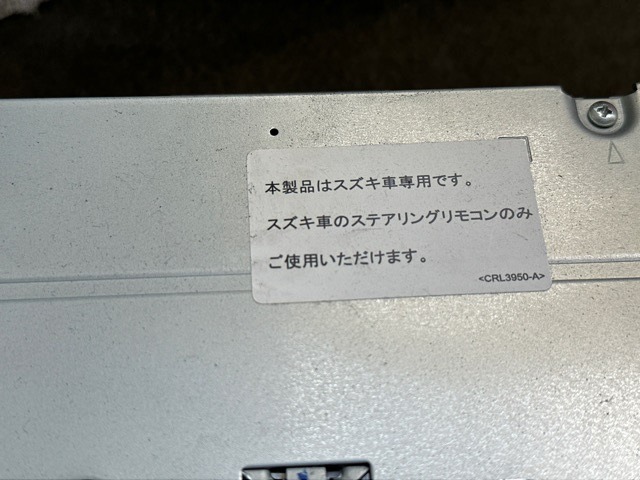 本製品はスズキ車専用です。
スズキ車のステアリングリモコンのみ
ご使用いただけます。
<CRL3950-A>